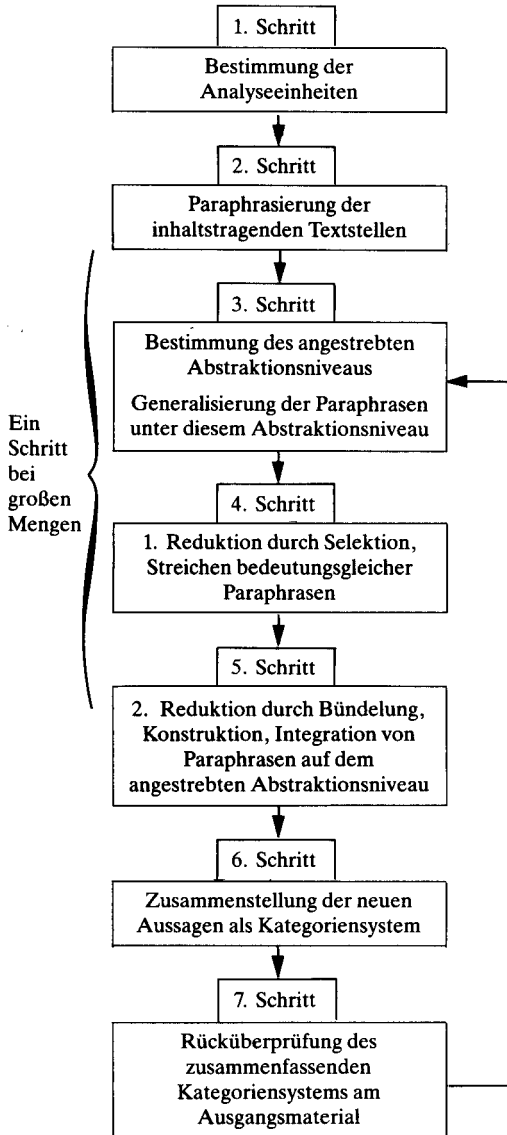 1. Schritt
Bestimmung der
Analyseeinheiten
2. Schritt
Paraphrasierung der
inhaltstragenden Textstellen
3. Schritt
Bestimmung des angestrebten
Abstraktionsniveaus
Generalisierung der Paraphrasen
unter diesem Abstraktionsniveau
Ein
Schritt
bei
großen
Mengen
4. Schritt
1. Reduktion durch Selektion,
Streichen bedeutungsgleicher
Paraphrasen
5. Schritt
2. Reduktion durch Bündelung,
Konstruktion, Integration von
Paraphrasen auf dem
angestrebten Abstraktionsniveau
6. Schritt
Zusammenstellung der neuen
Aussagen als Kategoriensystem
7. Schritt
Rücküberprüfung des
zusammenfassenden
Kategoriensystems am
Ausgangsmaterial